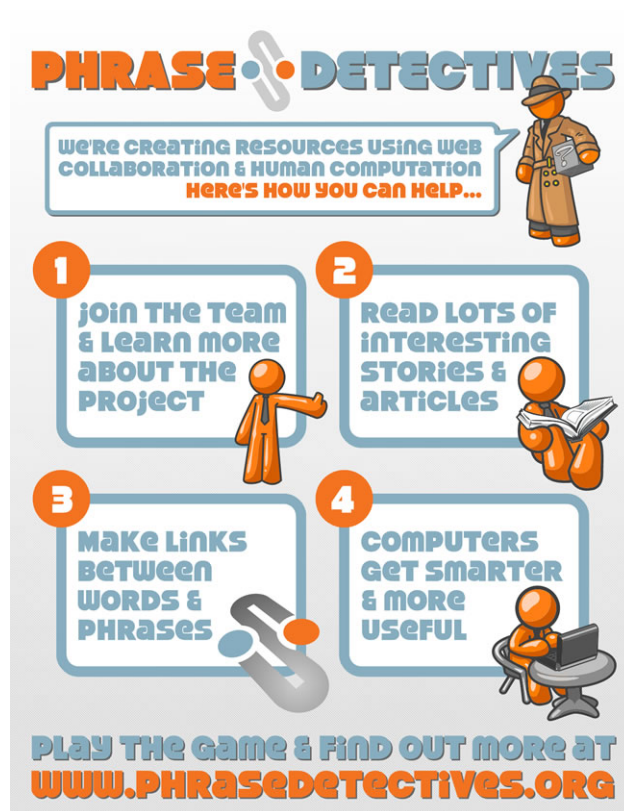 PHRASE DETECTIVES
WE'RE CREATING RESOURCES USING WEB
COLLABORATION & HUMAN COMPUTATION
HERE'S HOW YOU CAN HELP...
1
JOIN THE TEAM
& LEARN MORE
ABOUT THE
PROJECT
2
READ LOTS OF
INTERESTING
STORIES &
ARTICLES
3
MAKE LINKS
BETWEEN
WORDS &
PHRASES
4
COMPUTERS
GET SMARTER
& MORE
USEFUL
PLAY THE GAME & FIND OUT MORE AT
WWW.PHRASEDETECTIVES.ORG